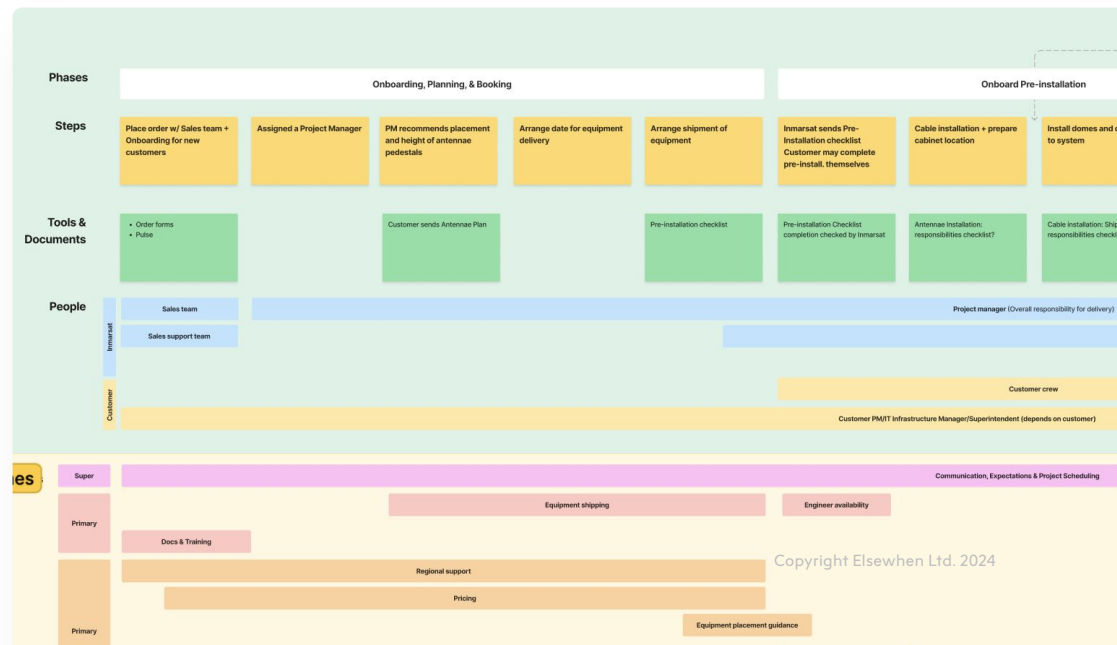 Phases
Onboarding, Planning, & Booking
Onboard Pre-installation
Steps
Place order w/ Sales team +
Onboarding for new
customers
Assigned a Project Manager
PM recommends placement
and height of antennae
pedestals
Arrange date for equipment
delivery
Arrange shipment of
equipment
Inmarsat sends Pre-
Installation checklist
Customer may complete
pre-install. themselves
Cable installation + prepare
cabinet location
Install domes and
to system
Tools &
Documents
• Order forms
• Pulse
Customer sends Antennae Plan
Pre-installation checklist
Pre-installation Checklist
completion checked by Inmarsat
Antennae Installation:
responsibilities checklist?
Cable installation: Ship
responsibilities checkl
People
Inmarsat
Sales team
Project manager (Overall responsibility for delivery)
Sales support team
Customer
Customer crew
Customer PM/IT Infrastructure Manager/Superintendent (depends on customer)
es
Super
Communication, Expectations & Project Scheduling
Primary
Equipment shipping
Engineer availability
Docs & Training
Primary
Regional support
Copyright Elsewhen Ltd. 2024
Pricing
Equipment placement guidance